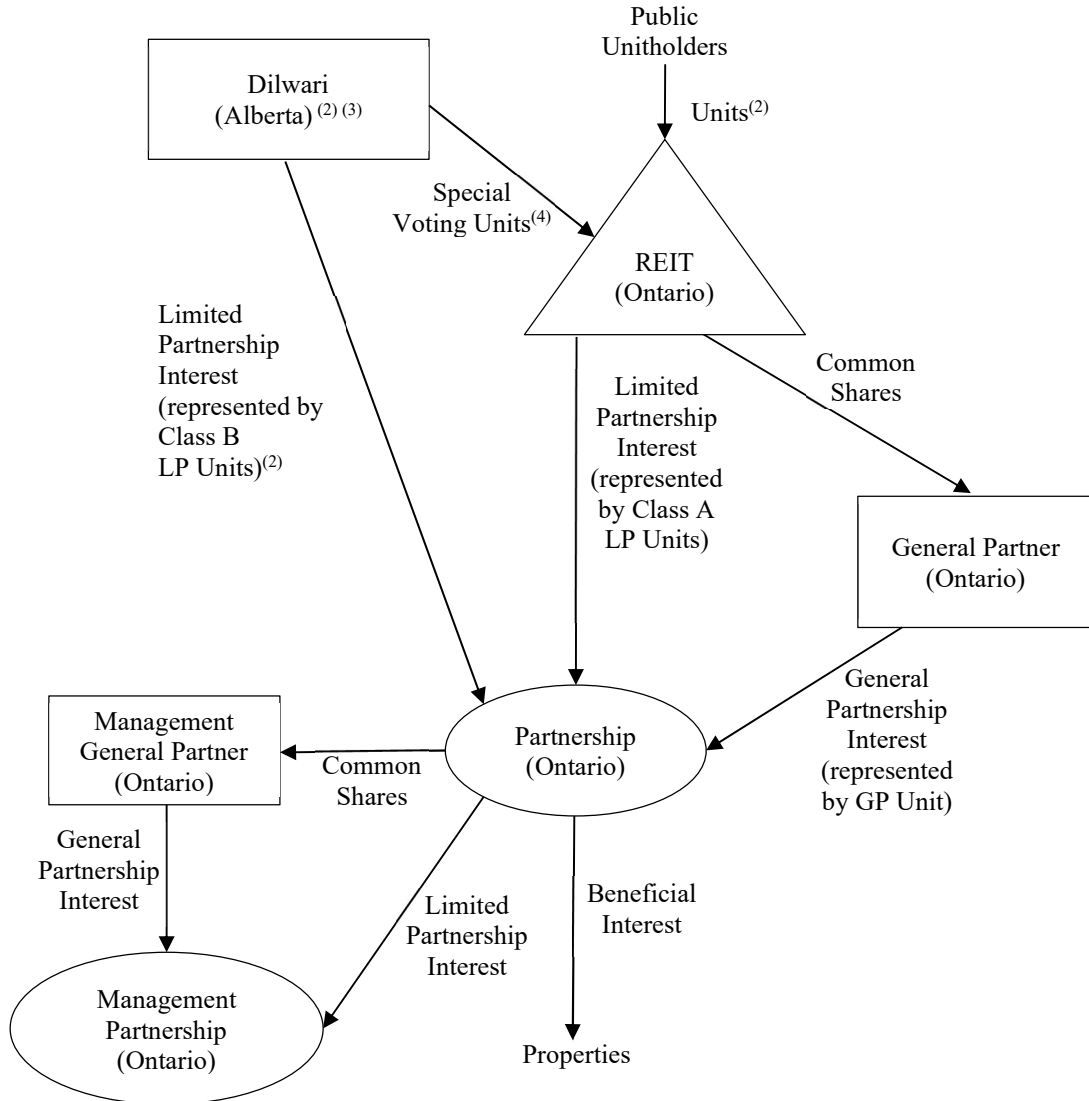 Public
Unitholders
Dilwari
(Alberta) (2) (3)
Units(2)
Special
Voting Units(4)
REIT
(Ontario)
Limited
Partnership
Interest
(represented by
Class B
LP Units)(2)
Limited
Partnership
Interest
(represented
by Class A
LP Units)
Common
Shares
General Partner
(Ontario)
Management
General Partner
(Ontario)
Common
Shares
Partnership
(Ontario)
General
Partnership
Interest
(represented
by GP Unit)
General
Partnership
Interest
Limited
Partnership
Interest
Beneficial
Interest
Management
Partnership
(Ontario)
Properties